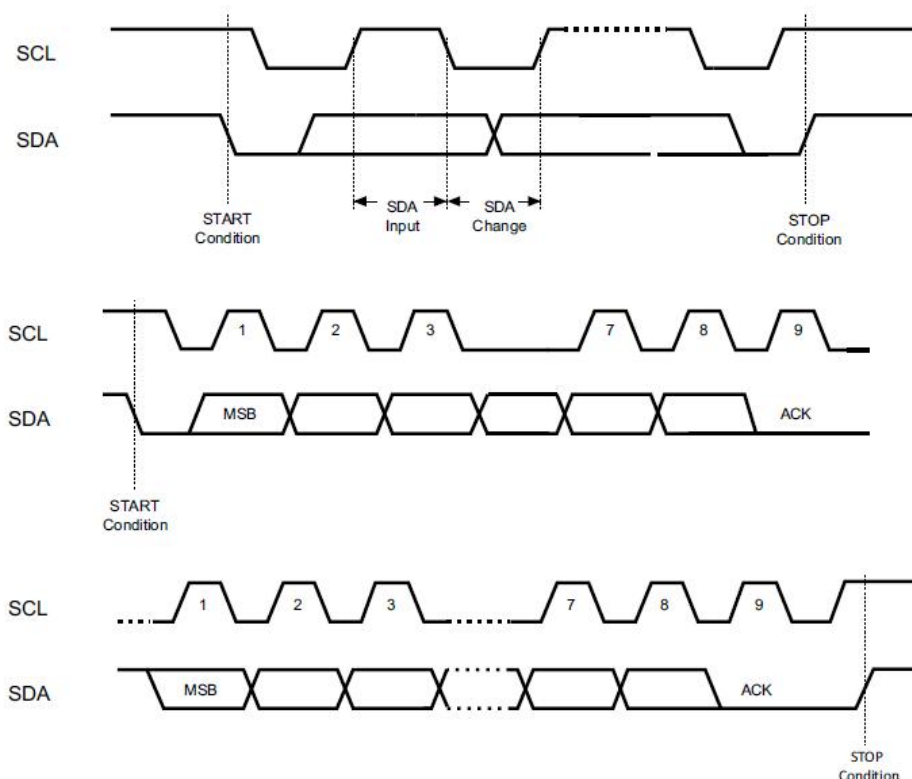 SCL
SDA
START
Condition
SDA
Input
SDA
Change
STOP
Condition
SCL
1 2 3 7 8 9
SDA
MSB
ACK
START
Condition
SCL
1 2 3 7 8 9
SDA
MSB
ACK
STOP
Condition